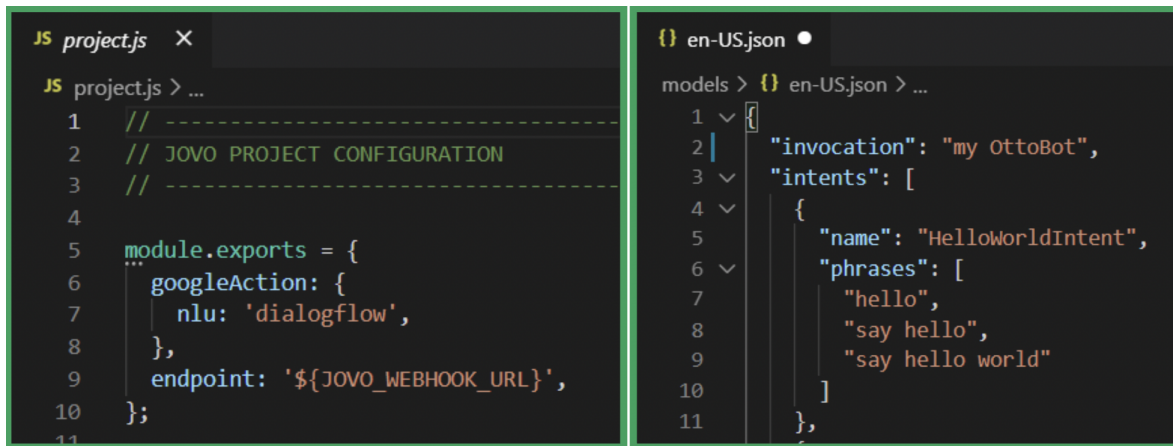 JS project.js ×
JS project.js > ...
1 // -----------------------------------
2 // JOVO PROJECT CONFIGURATION
3 // -----------------------------------
4
5 module.exports = {
6 googleAction: {
7 nlu: 'dialogflow',
8 },
9 endpoint: '${JOVO_WEBHOOK_URL}',
10 };
11
{} en-US.json ●
models > {} en-US.json > ...
1 {
2 "invocation": "my OttoBot",
3 "intents": [
4 {
5 "name": "HelloWorldIntent",
6 "phrases": [
7 "hello",
8 "say hello",
9 "say hello world"
10 ]
11 },